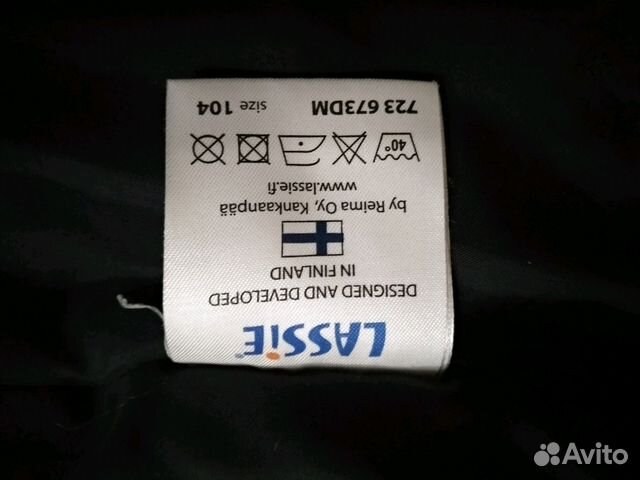 LASSiE®
DESIGNED AND DEVELOPED
IN FINLAND
by Reima Oy, Kankaanpää
www.lassie.fi
40°
723 673DM size 104
Avito